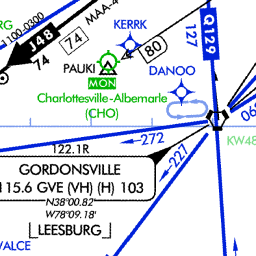 KERRK
MAA-4
1100-0300
J48
74
74
80
127
Q129
PAUKI
MON
DANOO
Charlottesville-Albemarle
(CHO)
272
KW48
06
122.1R
227
GORDONSVILLE
115.6 GVE (VH) (H) 103
N38°00.82'
W78°09.18'
LEESBURG
VALCE